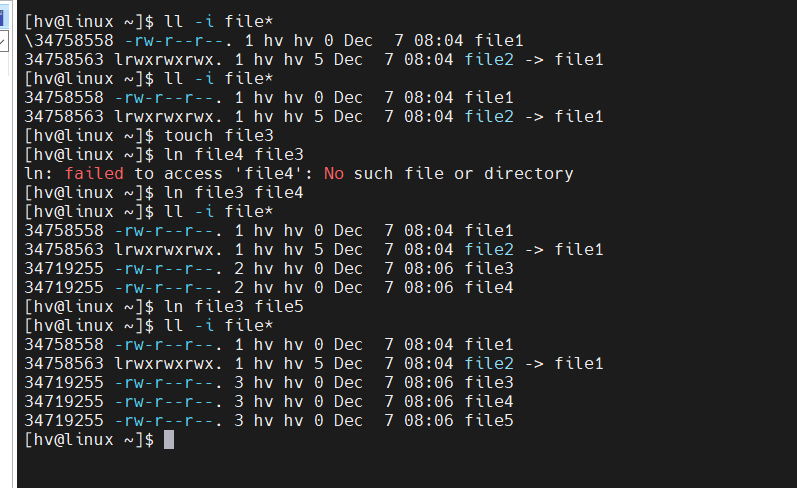 [hv@linux ~]$ ll -i file*
\34758558 -rw-r--r--. 1 hv hv 0 Dec  7 08:04 file1
34758563 lrwxrwxrwx. 1 hv hv 5 Dec  7 08:04 file2 -> file1
[hv@linux ~]$ ll -i file*
34758558 -rw-r--r--. 1 hv hv 0 Dec  7 08:04 file1
34758563 lrwxrwxrwx. 1 hv hv 5 Dec  7 08:04 file2 -> file1
[hv@linux ~]$ touch file3
[hv@linux ~]$ ln file4 file3
ln: failed to access 'file4': No such file or directory
[hv@linux ~]$ ln file3 file4
[hv@linux ~]$ ll -i file*
34758558 -rw-r--r--. 1 hv hv 0 Dec  7 08:04 file1
34758563 lrwxrwxrwx. 1 hv hv 5 Dec  7 08:04 file2 -> file1
34719255 -rw-r--r--. 2 hv hv 0 Dec  7 08:06 file3
34719255 -rw-r--r--. 2 hv hv 0 Dec  7 08:06 file4
[hv@linux ~]$ ln file3 file5
[hv@linux ~]$ ll -i file*
34758558 -rw-r--r--. 1 hv hv 0 Dec  7 08:04 file1
34758563 lrwxrwxrwx. 1 hv hv 5 Dec  7 08:04 file2 -> file1
34719255 -rw-r--r--. 3 hv hv 0 Dec  7 08:06 file3
34719255 -rw-r--r--. 3 hv hv 0 Dec  7 08:06 file4
34719255 -rw-r--r--. 3 hv hv 0 Dec  7 08:06 file5
[hv@linux ~]$